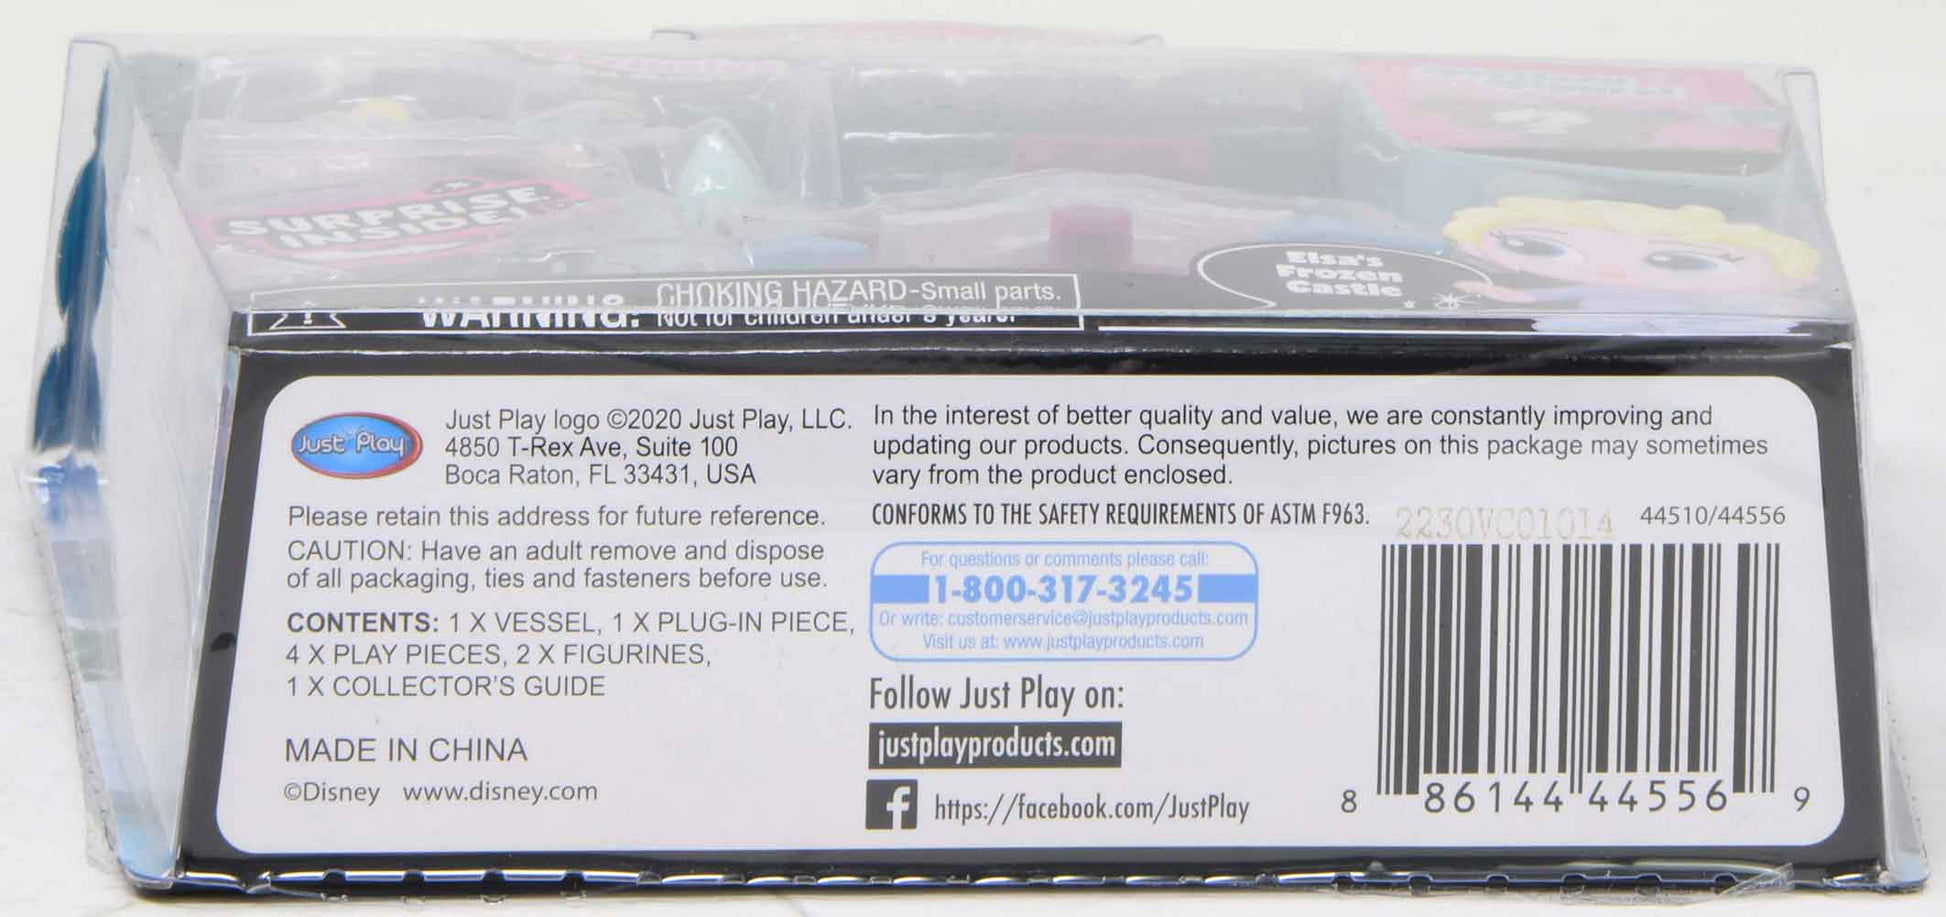 SURPRISE
INSIDE!
Elsa's
Frozen
Castle
WARNING: CHOKING HAZARD-Small parts.
Not for children under 3 years.
Just Play
Just Play logo ©2020 Just Play, LLC.
4850 T-Rex Ave, Suite 100
Boca Raton, FL 33431, USA
Please retain this address for future reference.
CAUTION: Have an adult remove and dispose
of all packaging, ties and fasteners before use.
CONTENTS: 1 X VESSEL, 1 X PLUG-IN PIECE,
4 X PLAY PIECES, 2 X FIGURINES,
1 X COLLECTOR'S GUIDE
MADE IN CHINA
©Disney www.disney.com
In the interest of better quality and value, we are constantly improving and
updating our products. Consequently, pictures on this package may sometimes
vary from the product enclosed.
CONFORMS TO THE SAFETY REQUIREMENTS OF ASTM F963.
2230VC01014
44510/44556
For questions or comments please call:
1-800-317-3245
Or write: customerservice@justplayproducts.com
Visit us at: www.justplayproducts.com
Follow Just Play on:
justplayproducts.com
f https://facebook.com/JustPlay
8 86144 44556 9